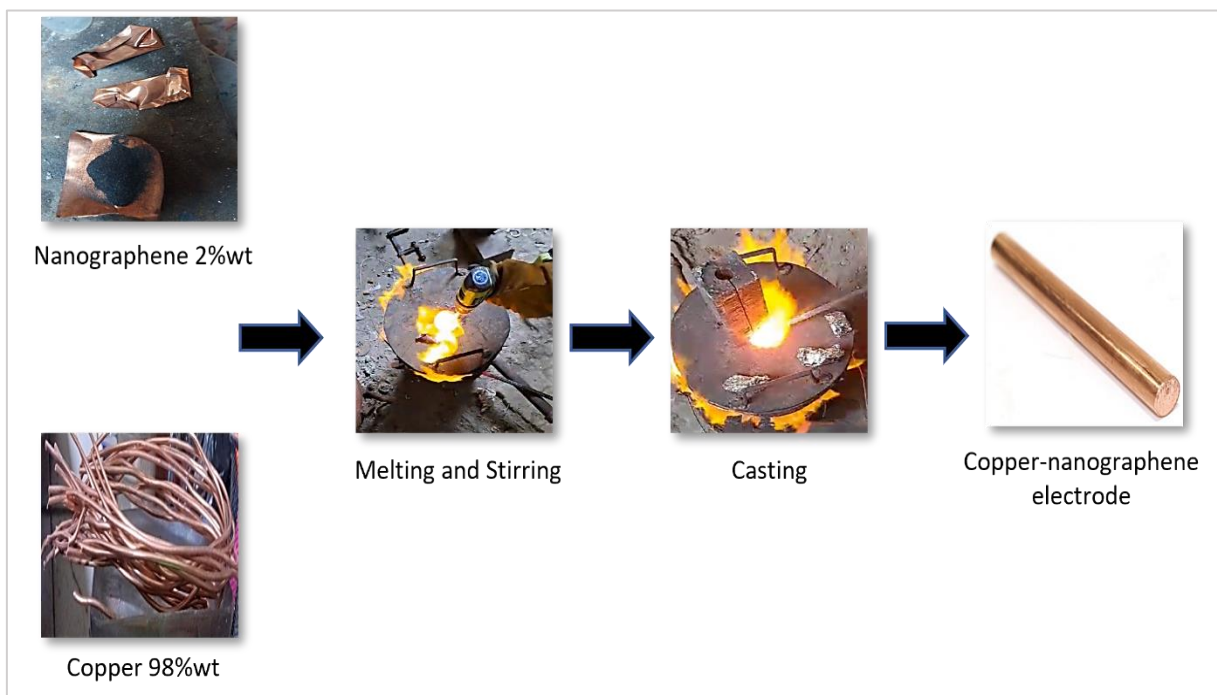 Nanographene 2%wt
Copper 98%wt
Melting and Stirring
Casting
Copper-nanographene
electrode